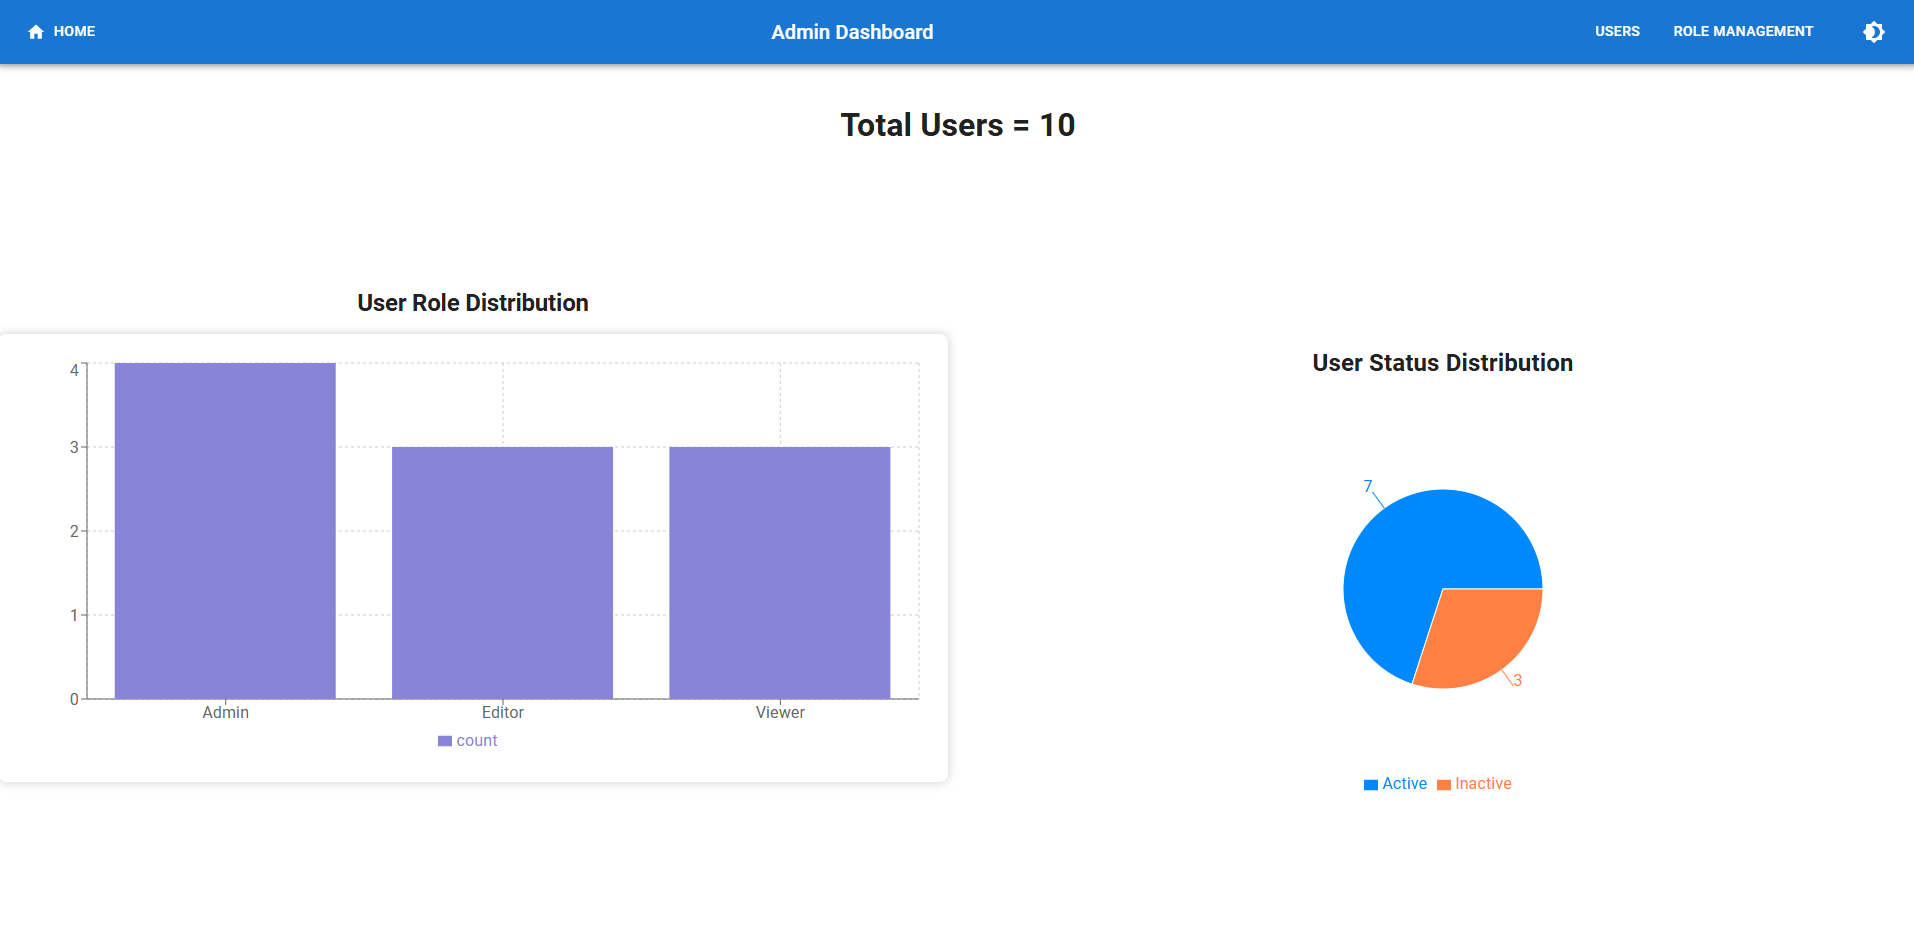 HOME
Admin Dashboard
USERS
ROLE MANAGEMENT
Total Users = 10
User Role Distribution
4
3
2
1
0
Admin
Editor
Viewer
count
User Status Distribution
7
3
Active
Inactive